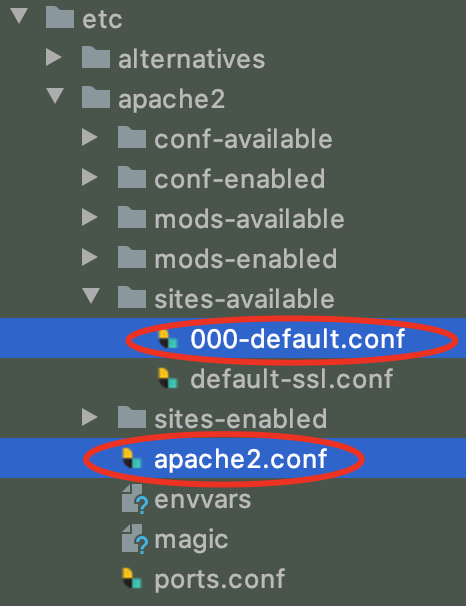 etc
alternatives
apache2
conf-available
conf-enabled
mods-available
mods-enabled
sites-available
000-default.conf
default-ssl.conf
sites-enabled
apache2.conf
envvars
magic
ports.conf